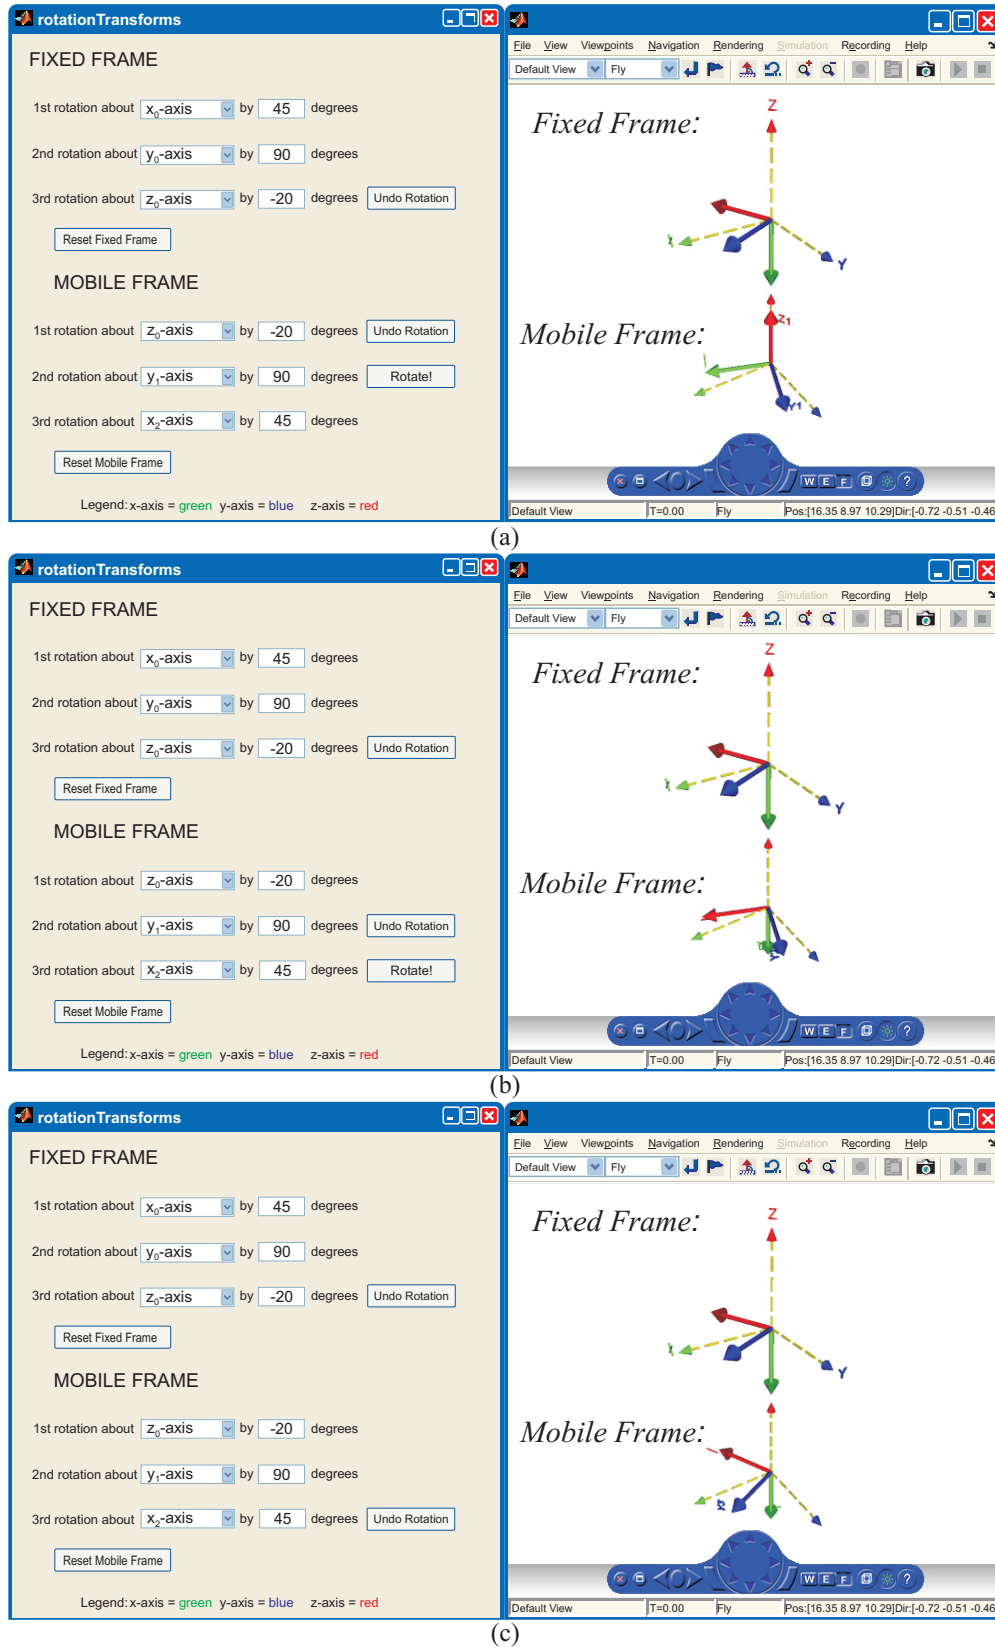 rotationTransforms
FIXED FRAME
1st rotation about x0-axis by 45 degrees
2nd rotation about y0-axis by 90 degrees
3rd rotation about z0-axis by -20 degrees Undo Rotation
Reset Fixed Frame
MOBILE FRAME
1st rotation about z0-axis by -20 degrees Undo Rotation
2nd rotation about y1-axis by 90 degrees Rotate!
3rd rotation about x2-axis by 45 degrees
Reset Mobile Frame
Legend: x-axis = green y-axis = blue z-axis = red
File View Viewpoints Navigation Rendering Simulation Recording Help
Default View Fly
Z
Fixed Frame:
X
Y
Mobile Frame:
Z1
Y1
W E F ?
Default View T=0.00 Fly Pos:[16.35 8.97 10.29]Dir:[-0.72 -0.51 -0.46
(a)
rotationTransforms
FIXED FRAME
1st rotation about x0-axis by 45 degrees
2nd rotation about y0-axis by 90 degrees
3rd rotation about z0-axis by -20 degrees Undo Rotation
Reset Fixed Frame
MOBILE FRAME
1st rotation about z0-axis by -20 degrees
2nd rotation about y1-axis by 90 degrees Undo Rotation
3rd rotation about x2-axis by 45 degrees Rotate!
Reset Mobile Frame
Legend: x-axis = green y-axis = blue z-axis = red
File View Viewpoints Navigation Rendering Simulation Recording Help
Default View Fly
Z
Fixed Frame:
X
Y
Mobile Frame:
W E F ?
Default View T=0.00 Fly Pos:[16.35 8.97 10.29]Dir:[-0.72 -0.51 -0.46
(b)
rotationTransforms
FIXED FRAME
1st rotation about x0-axis by 45 degrees
2nd rotation about y0-axis by 90 degrees
3rd rotation about z0-axis by -20 degrees Undo Rotation
Reset Fixed Frame
MOBILE FRAME
1st rotation about z0-axis by -20 degrees
2nd rotation about y1-axis by 90 degrees
3rd rotation about x2-axis by 45 degrees Undo Rotation
Reset Mobile Frame
Legend: x-axis = green y-axis = blue z-axis = red
File View Viewpoints Navigation Rendering Simulation Recording Help
Default View Fly
Z
Fixed Frame:
X
Y
Mobile Frame:
W E F ?
Default View T=0.00 Fly Pos:[16.35 8.97 10.29]Dir:[-0.72 -0.51 -0.46
(c)